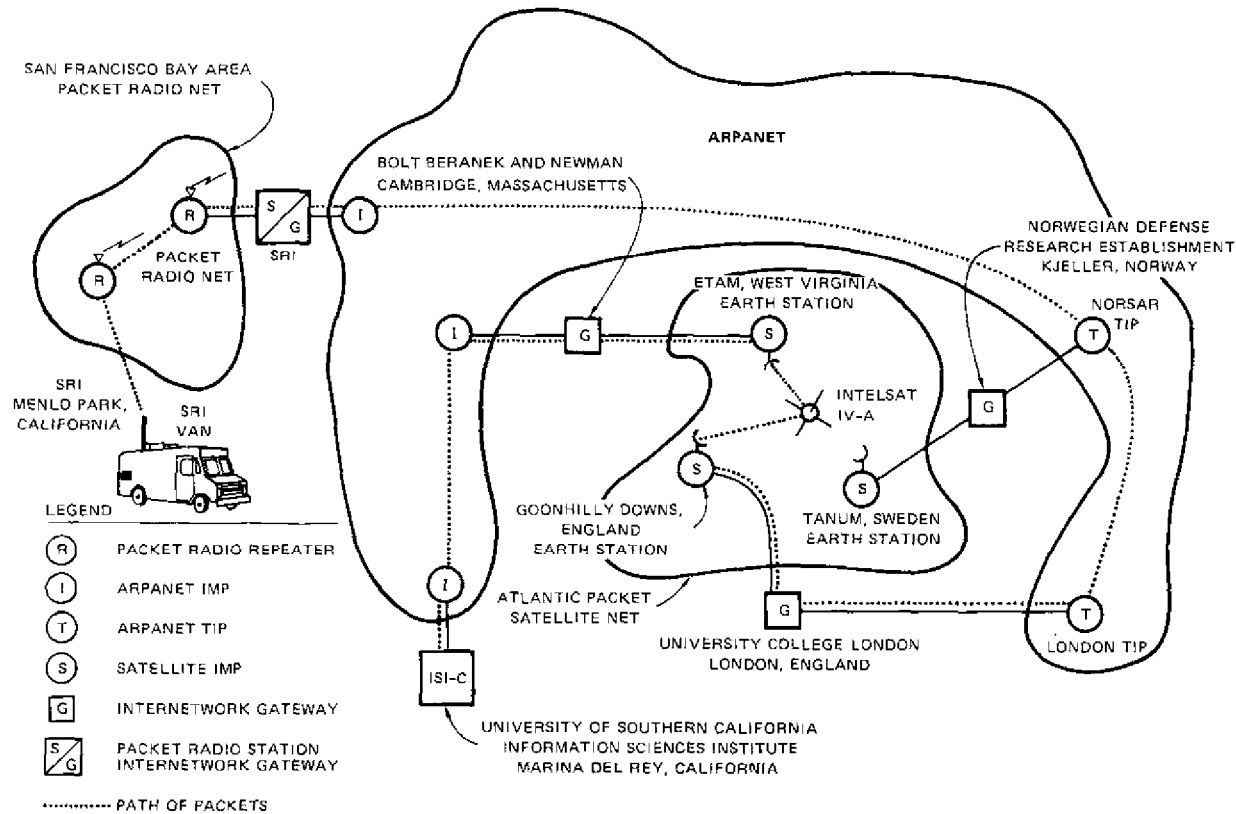 SAN FRANCISCO BAY AREA
PACKET RADIO NET
ARPANET
BOLT BERANEK AND NEWMAN
CAMBRIDGE, MASSACHUSETTS
R
S
G
I
SRI
PACKET
RADIO NET
R
NORWEGIAN DEFENSE
RESEARCH ESTABLISHMENT
KJELLER, NORWAY
ETAM, WEST VIRGINIA
EARTH STATION
NORSAR
TIP
I
G
S
T
INTELSAT
IV-A
G
SRI
MENLO PARK,
CALIFORNIA
SRI
VAN
S
S
GOONHILLY DOWNS,
ENGLAND
EARTH STATION
TANUM, SWEDEN
EARTH STATION
I
ATLANTIC PACKET
SATELLITE NET
G
T
UNIVERSITY COLLEGE LONDON
LONDON, ENGLAND
LONDON TIP
ISI-C
UNIVERSITY OF SOUTHERN CALIFORNIA
INFORMATION SCIENCES INSTITUTE
MARINA DEL REY, CALIFORNIA
LEGEND
R PACKET RADIO REPEATER
I ARPANET IMP
T ARPANET TIP
S SATELLITE IMP
G INTERNETWORK GATEWAY
S
G
PACKET RADIO STATION
INTERNETWORK GATEWAY
PATH OF PACKETS